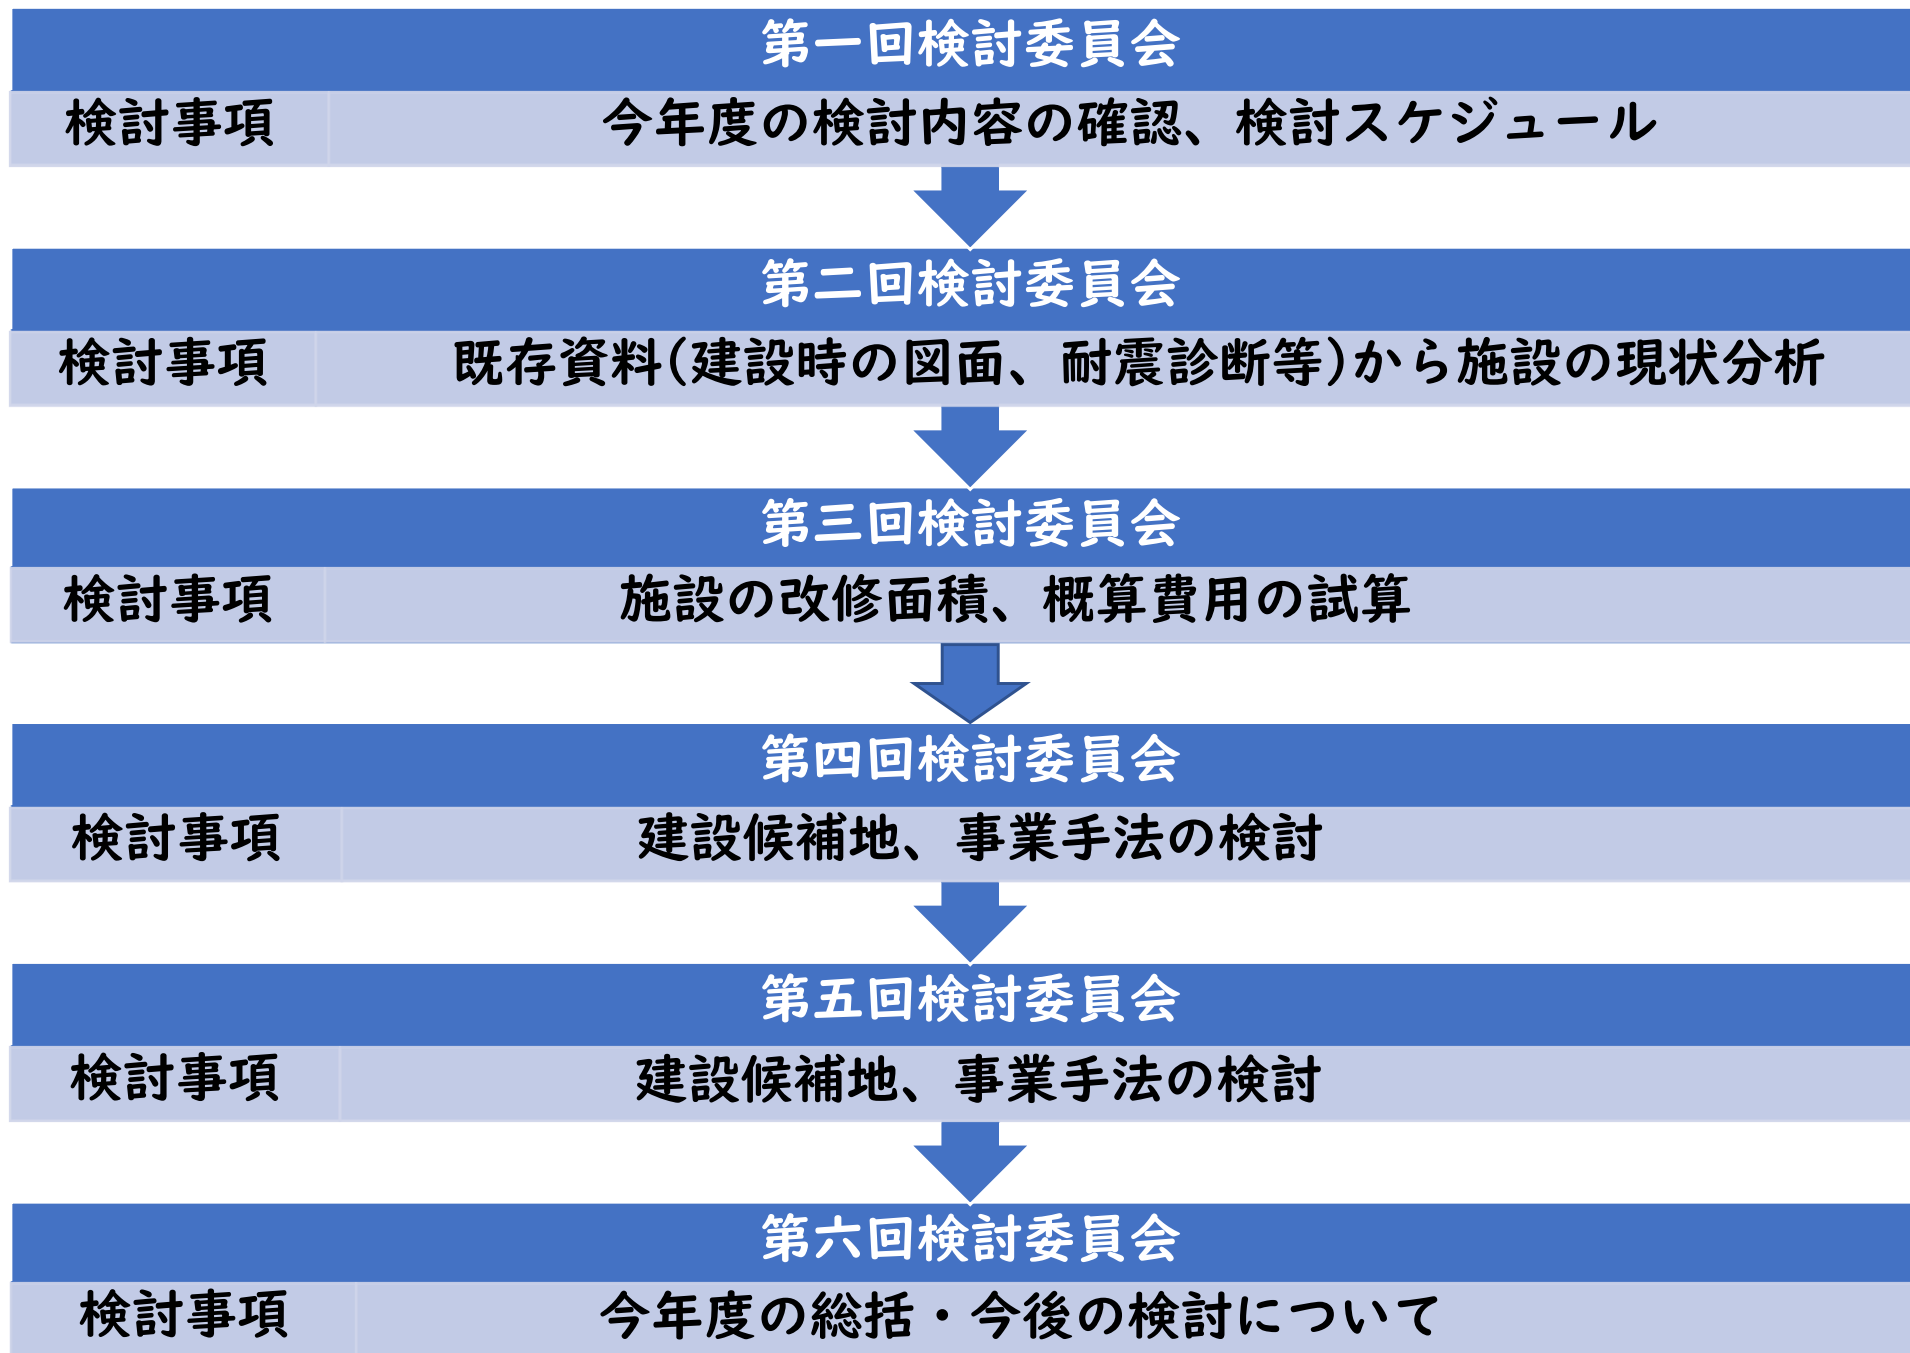 第一回検討委員会
検討事項 今年度の検討内容の確認、検討スケジュール
第二回検討委員会
検討事項 既存資料(建設時の図面、耐震診断等)から施設の現状分析
第三回検討委員会
検討事項 施設の改修面積、概算費用の試算
第四回検討委員会
検討事項 建設候補地、事業手法の検討
第五回検討委員会
検討事項 建設候補地、事業手法の検討
第六回検討委員会
検討事項 今年度の総括・今後の検討について